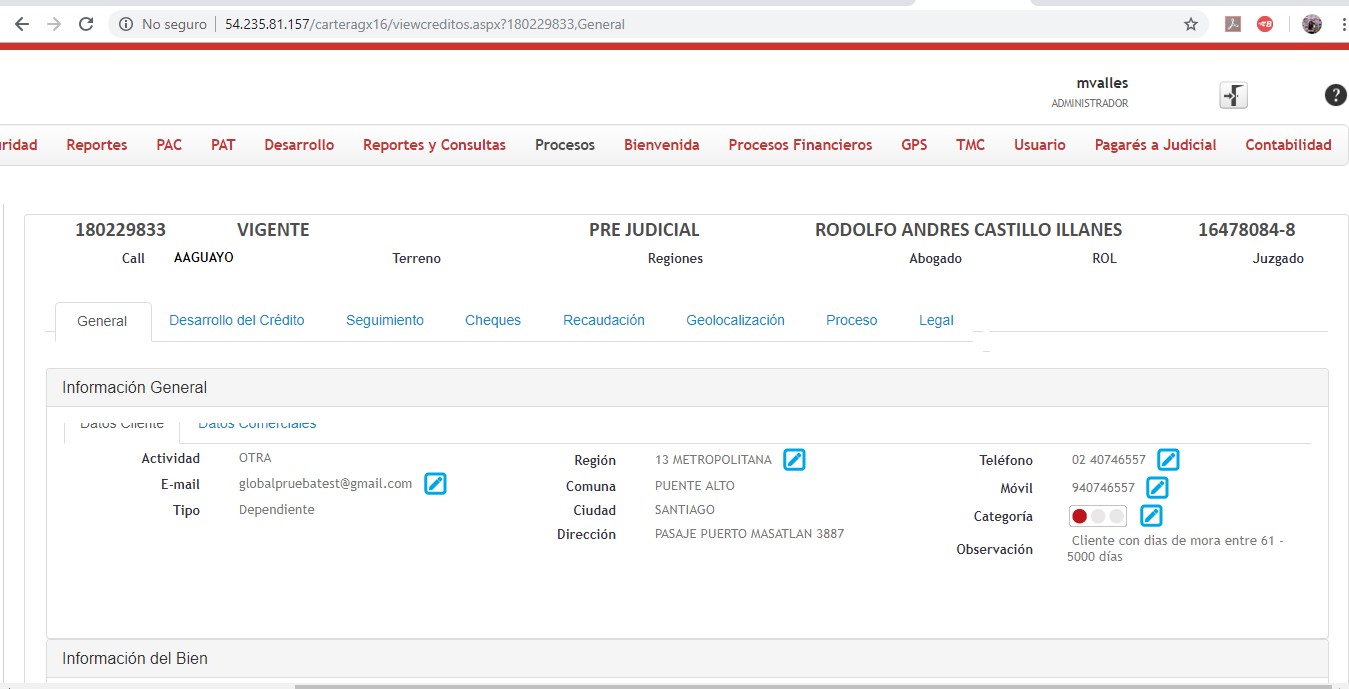 No seguro 54.235.81.157/carteragx16/viewcreditos.aspx?180229833,General
mvalles
ADMINISTRADOR
?
ridad Reportes PAC PAT Desarrollo Reportes y Consultas Procesos Bienvenida Procesos Financieros GPS TMC Usuario Pagarés a Judicial Contabilidad
180229833 VIGENTE PRE JUDICIAL RODOLFO ANDRES CASTILLO ILLANES 16478084-8
Call AAGUAYO Terreno Regiones Abogado ROL Juzgado
General Desarrollo del Crédito Seguimiento Cheques Recaudación Geolocalización Proceso Legal
Información General
Datos Cliente Datos Comerciales
Actividad OTRA Región 13 METROPOLITANA Teléfono 02 40746557
E-mail globalpruebatest@gmail.com Comuna PUENTE ALTO Móvil 940746557
Tipo Dependiente Ciudad SANTIAGO Categoría
Dirección PASAJE PUERTO MASATLAN 3887
Observación Cliente con dias de mora entre 61 -
5000 días
Información del Bien